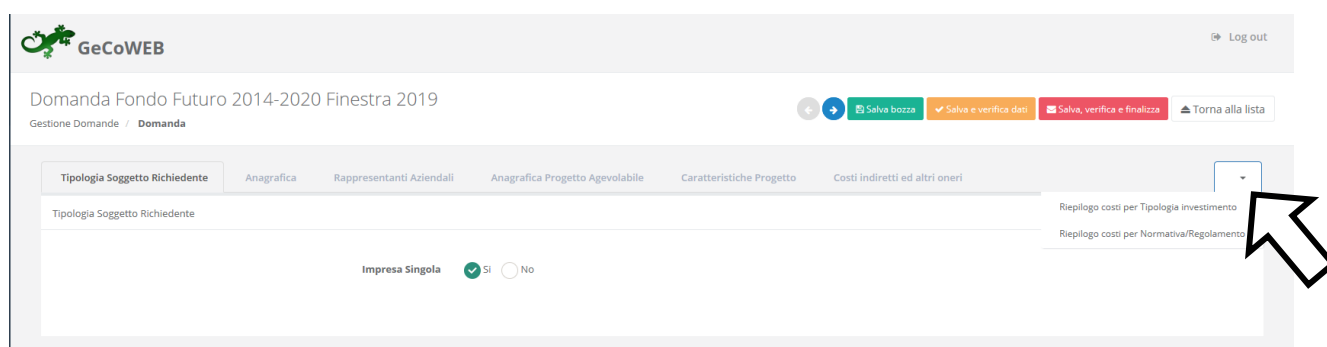 GeCoWEB
Log out
Domanda Fondo Futuro 2014-2020 Finestra 2019
Gestione Domande / Domanda
Salva bozza
Salva e verifica dati
Salva, verifica e finalizza
Torna alla lista
Tipologia Soggetto Richiedente
Anagrafica
Rappresentanti Aziendali
Anagrafica Progetto Agevolabile
Caratteristiche Progetto
Costi indiretti ed altri oneri
Riepilogo costi per Tipologia investimento
Riepilogo costi per Normativa/Regolamento
Tipologia Soggetto Richiedente
Impresa Singola Si No